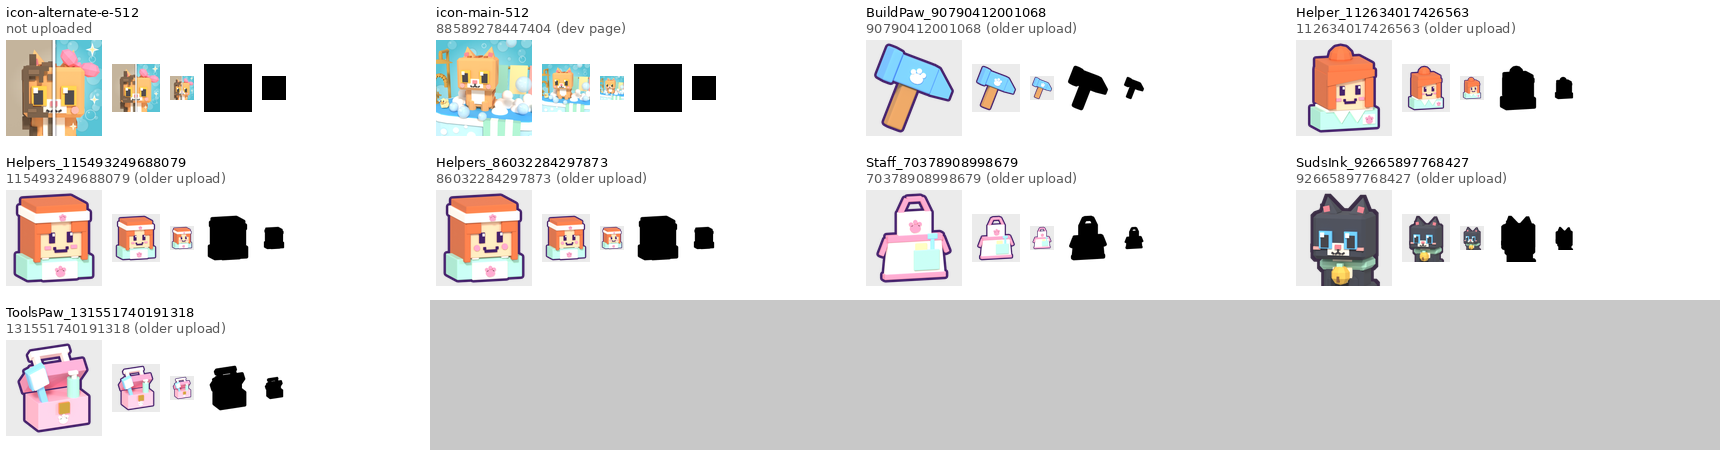 icon-alternate-e-512
not uploaded
icon-main-512
88589278447404 (dev page)
BuildPaw_90790412001068
90790412001068 (older upload)
Helper_112634017426563
112634017426563 (older upload)
Helpers_115493249688079
115493249688079 (older upload)
Helpers_86032284297873
86032284297873 (older upload)
Staff_70378908998679
70378908998679 (older upload)
SudsInk_92665897768427
92665897768427 (older upload)
ToolsPaw_131551740191318
131551740191318 (older upload)